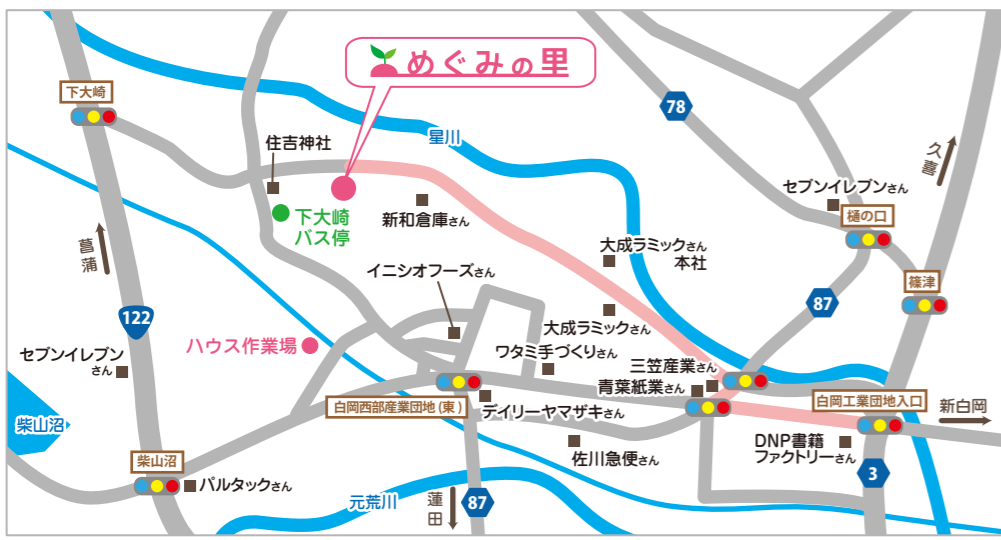 めぐみの里
下大崎
78
星川
住吉神社
久喜
セブンイレブンさん
新和倉庫さん
樋の口
下大崎
バス停
大成ラミックさん
本社
菖蒲
イニシオフーズさん
篠津
87
122
大成ラミックさん
ハウス作業場
ワタミ手づくりさん
セブンイレブン
さん
三笠産業さん
青葉紙業さん
白岡西部産業団地(東)
デイリーヤマザキさん
白岡工業団地入口
新白岡
柴山沼
佐川急便さん
DNP書籍
ファクトリーさん
柴山沼
パルタックさん
3
元荒川
蓮田
87